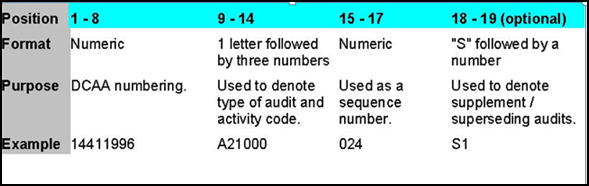 Position 1 - 8 9 - 14 15 - 17 18 - 19 (optional)
Format Numeric 1 letter followed Numeric "S" followed by a
by three numbers number
Purpose DCAA numbering. Used to denote Used as a Used to denote
type of audit and sequence supplement /
activity code. number. superseding audits.
Example 14411996 A21000 024 S1